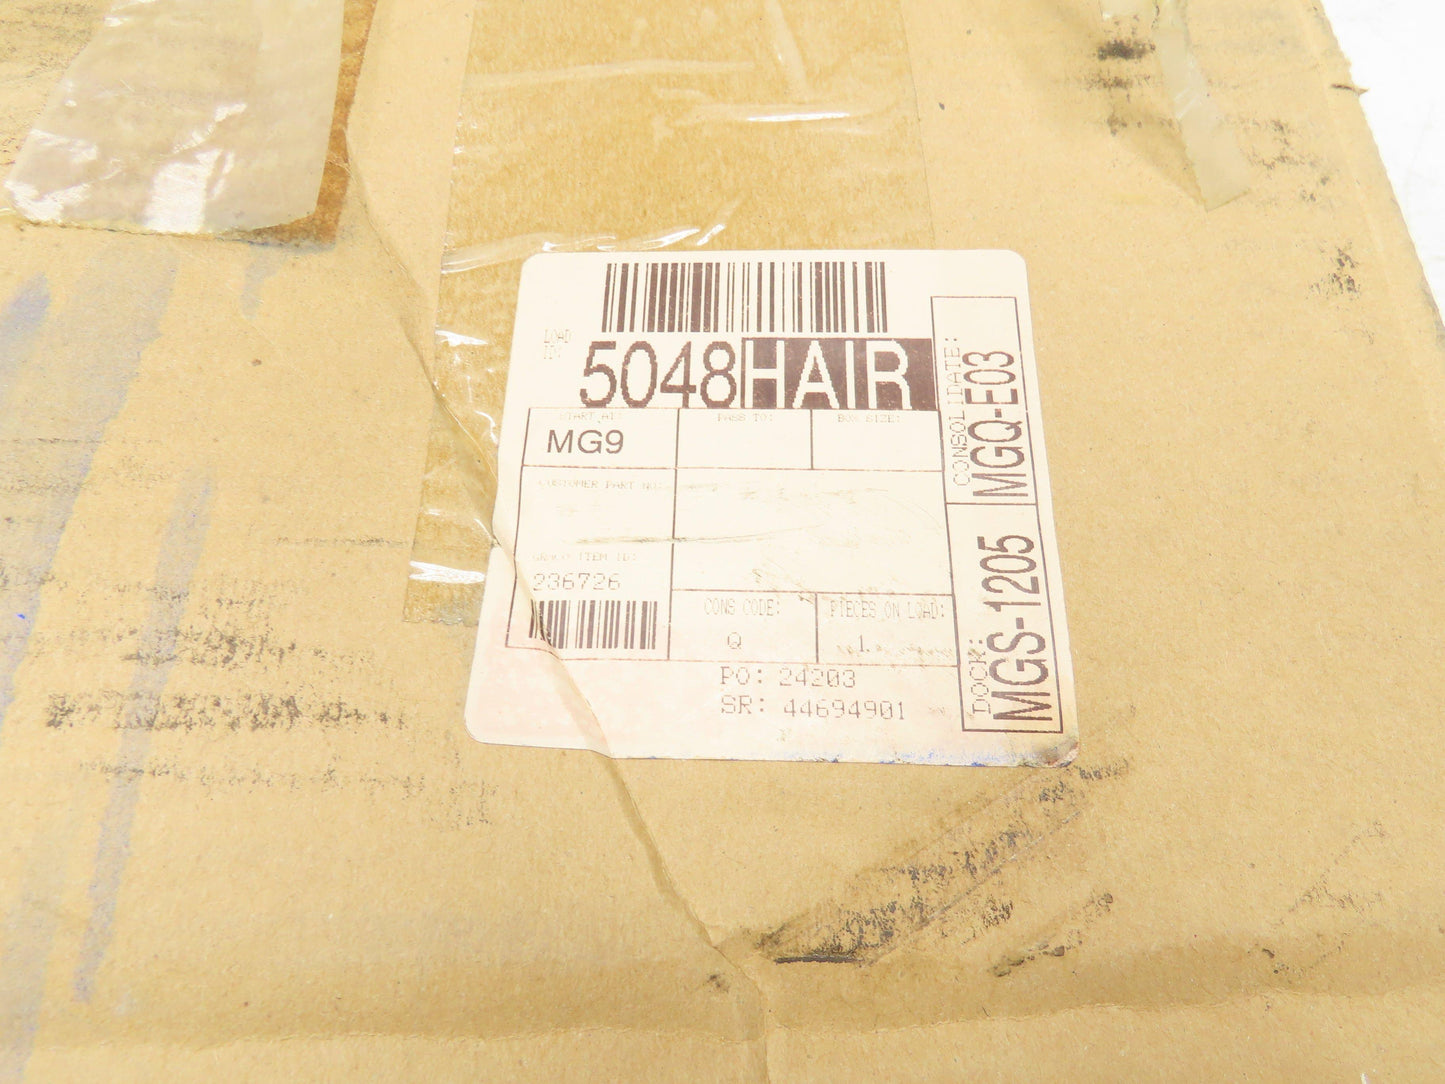 LOAD
ID:
5048HAIR
START AT:
PASS TO:
BOX SIZE:
MG9
CUSTOMER PART NO:
GRACO ITEM ID:
236726
CONS CODE:
PIECES ON LOAD:
Q
1
PO: 24203
SR: 44694901
CONSOLIDATE:
MGQ-E03
DOCK:
MGS-1205